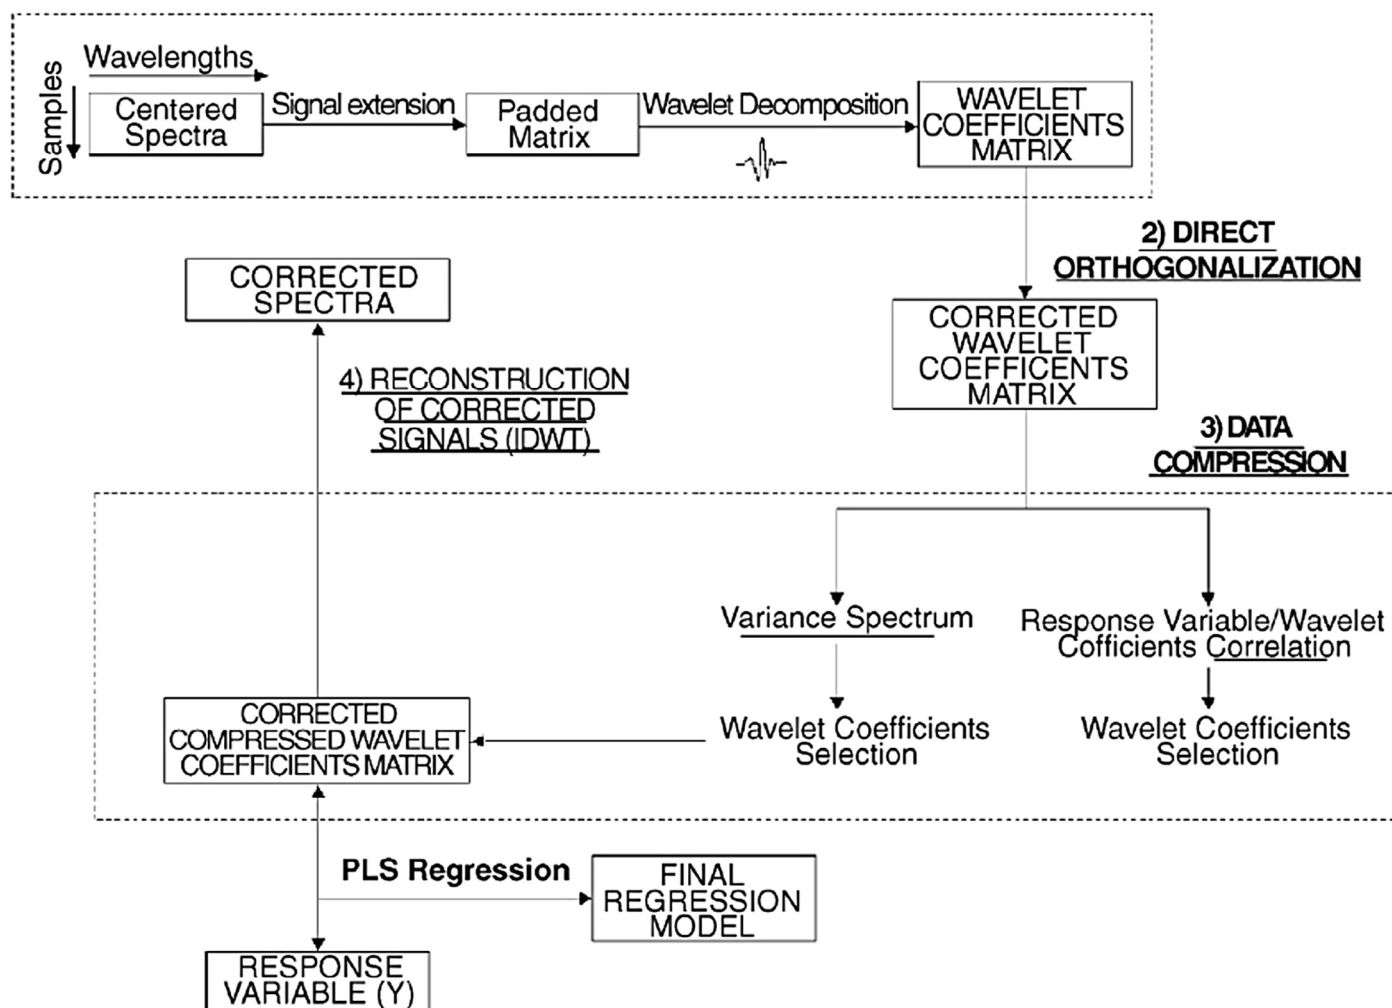 Wavelengths
Samples
Centered
Spectra
Signal extension
Padded
Matrix
Wavelet Decomposition
WAVELET
COEFFICIENTS
MATRIX
2) DIRECT
ORTHOGONALIZATION
CORRECTED
WAVELET
COEFFICENTS
MATRIX
CORRECTED
SPECTRA
4) RECONSTRUCTION
OF CORRECTED
SIGNALS (IDWT)
3) DATA
COMPRESSION
Variance Spectrum
Response Variable/Wavelet
Cofficients Correlation
Wavelet Coefficients
Selection
Wavelet Coefficients
Selection
CORRECTED
COMPRESSED WAVELET
COEFFICIENTS MATRIX
PLS Regression
FINAL
REGRESSION
MODEL
RESPONSE
VARIABLE (Y)